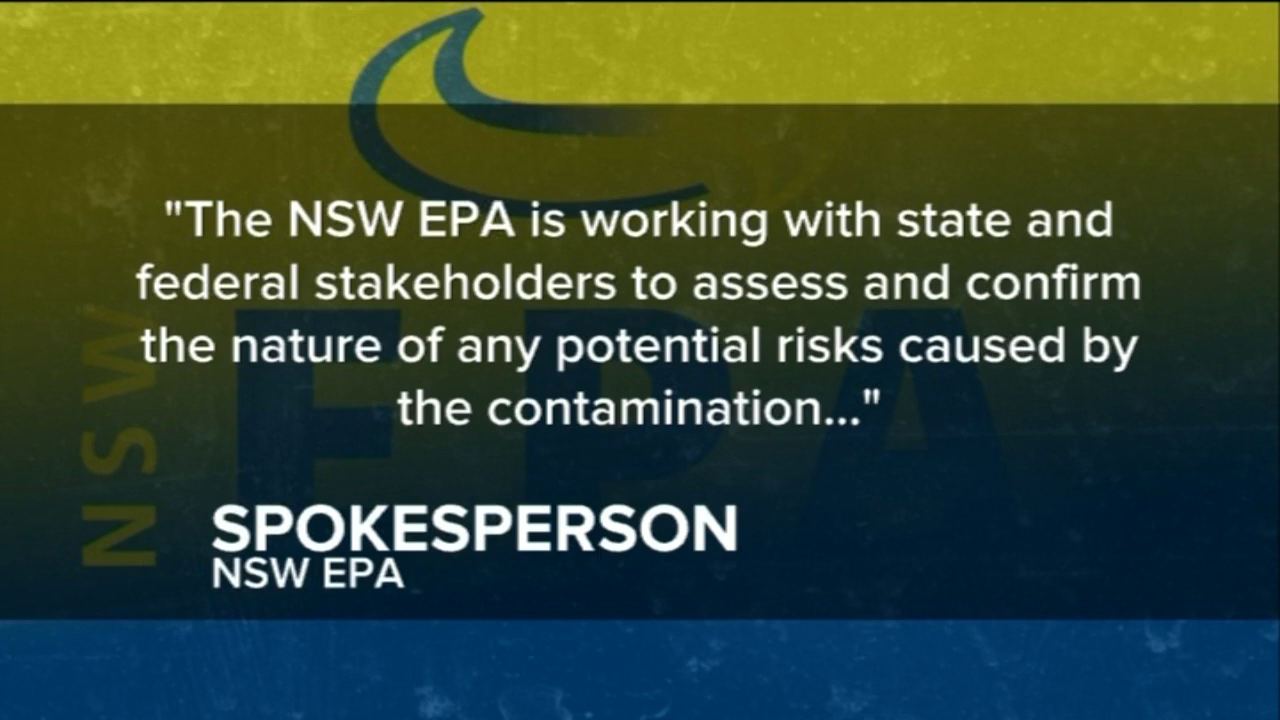 "The NSW EPA is working with state and
federal stakeholders to assess and confirm
the nature of any potential risks caused by
the contamination..."
SPOKESPERSON
NSW EPA
NSW
EPA